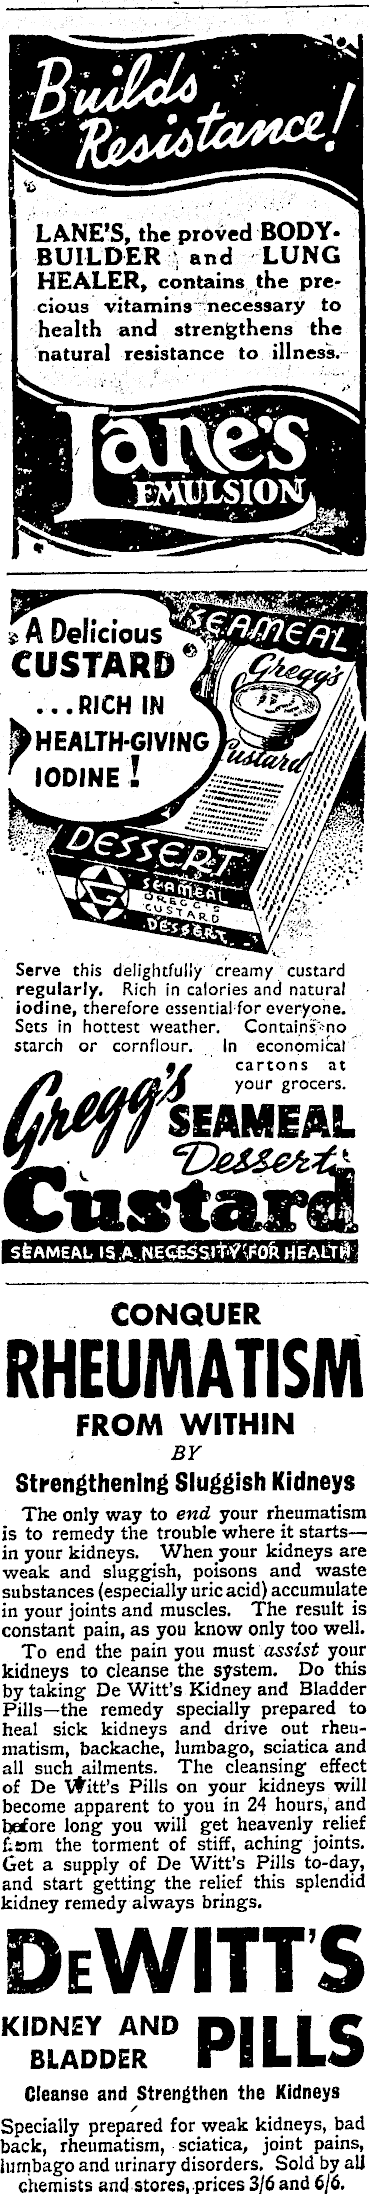 Builds
Resistance!
LANE'S, the proved BODY-
BUILDER and LUNG
HEALER, contains the pre-
cious vitamins necessary to
health and strengthens the
natural resistance to illness.
Lane's
EMULSION
A Delicious
CUSTARD
...RICH IN
HEALTH-GIVING
IODINE!
SEAMEAL
Gregg's
Custard
DESSERT
SEAMEAL
GREGG'S
CUSTARD
DESSERT
Serve this delightfully creamy custard
regularly. Rich in calories and natural
iodine, therefore essential for everyone.
Sets in hottest weather. Contains no
starch or cornflour. In economical
cartons at
your grocers.
Gregg's
SEAMEAL
Dessert
Custard
SEAMEAL IS A NECESSITY FOR HEALTH
CONQUER
RHEUMATISM
FROM WITHIN
BY
Strengthening Sluggish Kidneys
The only way to end your rheumatism
is to remedy the trouble where it starts—
in your kidneys. When your kidneys are
weak and sluggish, poisons and waste
substances (especially uric acid) accumulate
in your joints and muscles. The result is
constant pain, as you know only too well.
To end the pain you must assist your
kidneys to cleanse the system. Do this
by taking De Witt's Kidney and Bladder
Pills—the remedy specially prepared to
heal sick kidneys and drive out rheu-
matism, backache, lumbago, sciatica and
all such ailments. The cleansing effect
of De Witt's Pills on your kidneys will
become apparent to you in 24 hours, and
before long you will get heavenly relief
from the torment of stiff, aching joints.
Get a supply of De Witt's Pills to-day,
and start getting the relief this splendid
kidney remedy always brings.
DEWITT'S
KIDNEY AND
BLADDER PILLS
Cleanse and Strengthen the Kidneys
Specially prepared for weak kidneys, bad
back, rheumatism, sciatica, joint pains,
lumbago and urinary disorders. Sold by all
chemists and stores, prices 3/6 and 6/6.